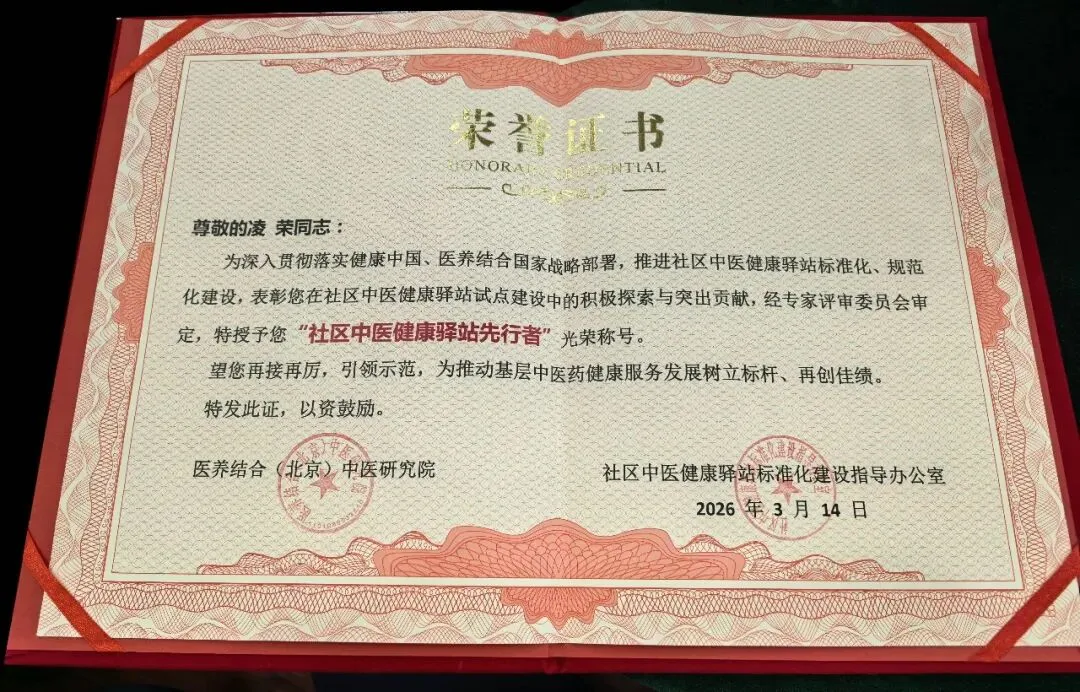 荣誉证书
尊敬的凌 荣同志：
为深入贯彻落实健康中国、医养结合国家战略部署，推进社区中医健康驿站标准化、规范
化建设，表彰您在社区中医健康驿站试点建设中的积极探索与突出贡献，经专家评审委员会审
定，特授予您“社区中医健康驿站先行者”光荣称号。
望您再接再厉，引领示范，为推动基层中医药健康服务发展树立标杆、再创佳绩。
特发此证，以资鼓励。
医养结合（北京）中医研究院
社区中医健康驿站标准化建设指导办公室
2026 年 3 月 14 日